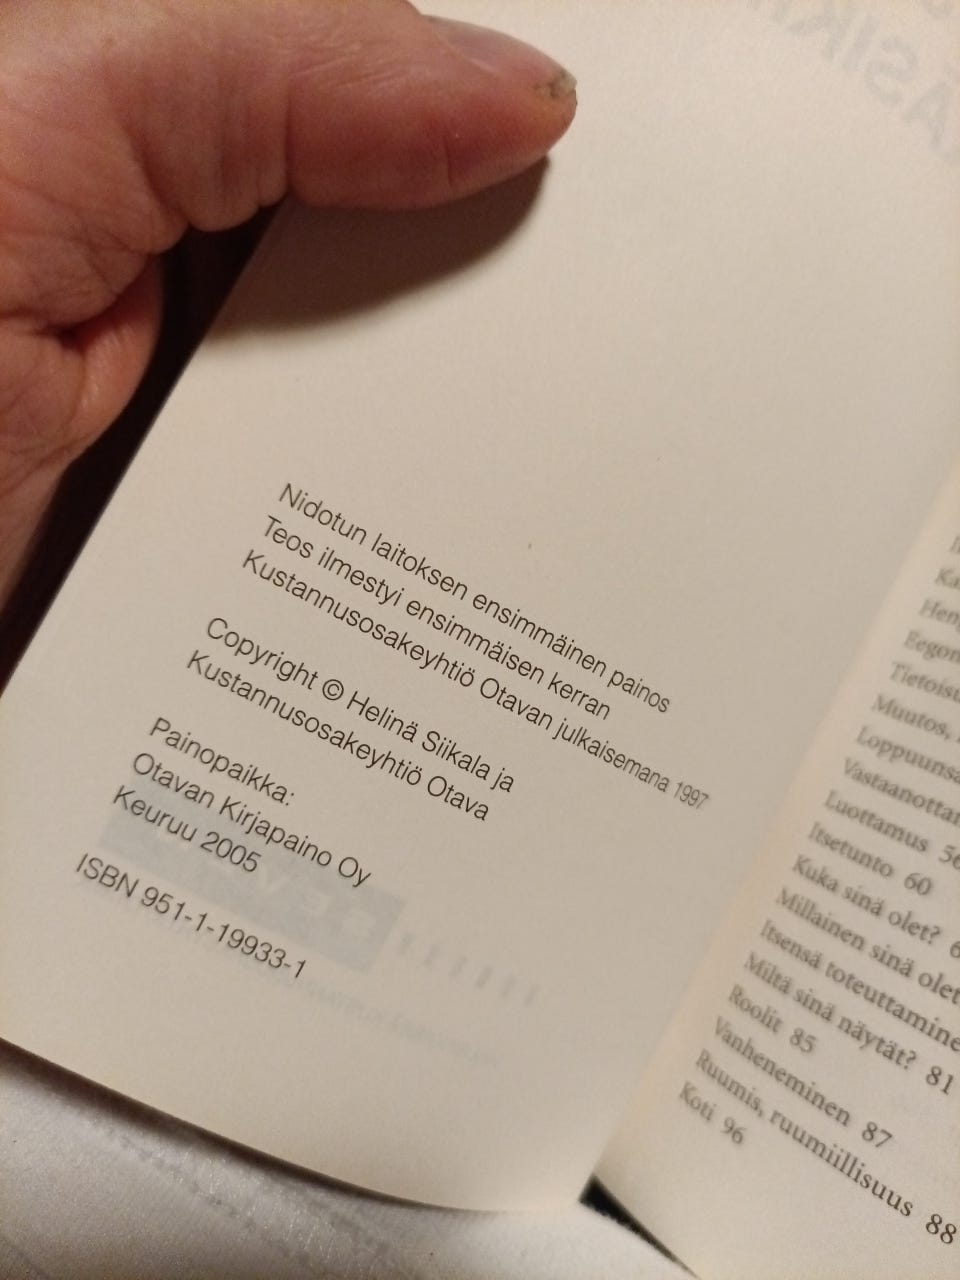 Nidotun laitoksen ensimmäinen painos
Teos ilmestyi ensimmäisen kerran
Kustannusosakeyhtiö Otavan julkaisemana 1997
Copyright © Helinä Siikala ja
Kustannusosakeyhtiö Otava
Painopaikka:
Otavan Kirjapaino Oy
Keuruu 2005
ISBN 951-1-19933-1
Luottamus 56
Itsetunto 60
Kuka sinä olet?
Millainen sinä olet
Itsensä
Miltä sinä näytät? 81
Roolit 85
Vanheneminen 87
Ruumis, ruumiillisuus 88
Koti 96